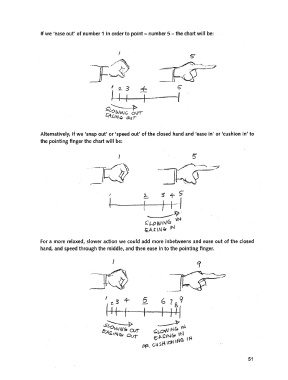 If we 'ease out' of number 1 in order to point – number 5 – the chart will be:
1 5
1 2 3 4 5
SLOWING OUT
EASING OUT
Alternatively, if we 'snap out' or 'speed out' of the closed hand and 'ease in' or 'cushion in' to
the pointing finger the chart will be:
1 5
1 2 3 4 5
SLOWING IN
EASING IN
For a more relaxed, slower action we could add more inbetweens and ease out of the closed
hand, and speed through the middle, and then ease in to the pointing finger.
1 9
1 2 3 4 5 6 7 8 9
SLOWING OUT SLOWING IN
EASING OUT EASING IN
OR CUSHIONING IN
51